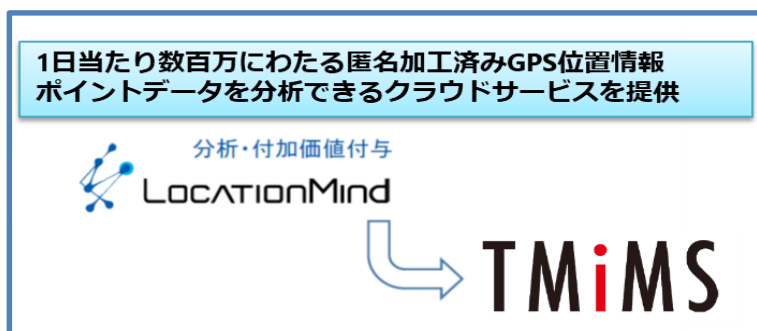 1日当たり数百万にわたる匿名加工済みGPS位置情報
ポイントデータを分析できるクラウドサービスを提供
分析・付加価値付与
LocationMind
TMiMS